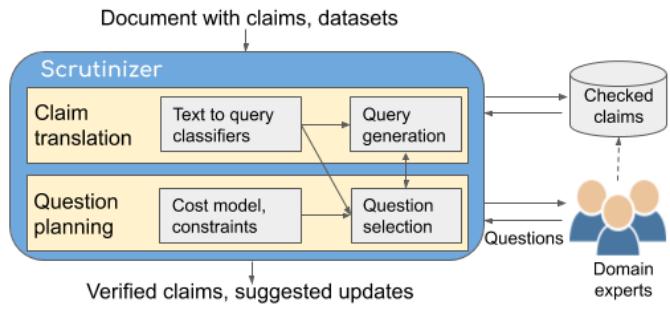 Document with claims, datasets
Scrutinizer
Claim
translation
Text to query
classifiers
Query
generation
Checked
claims
Question
planning
Cost model,
constraints
Question
selection
Questions
Domain
experts
Verified claims, suggested updates